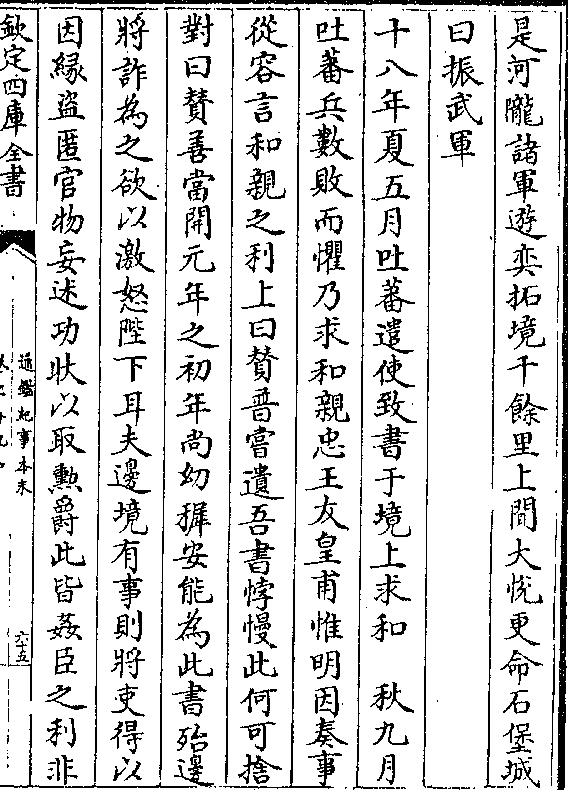 是河隴諸軍遊奕拓境千餘里上聞大悅更命石堡城
曰振武軍
十八年夏五月吐蕃遣使致書于境上求和　秋九月
吐蕃兵數敗而懼乃求和親忠王友皇甫惟明因奏事
從容言和親之利上曰賛普嘗遺吾書悖慢此何可捨
對曰賛善當開元年之初年尚幼穉安能為此書殆邊
將詐為之欲以激怒陛下耳夫邊境有事則將吏得以
因縁盜匿官物妄述功狀以取勲爵此皆姦臣之利非
欽定四庫全書
通鑑紀事本末
六十五